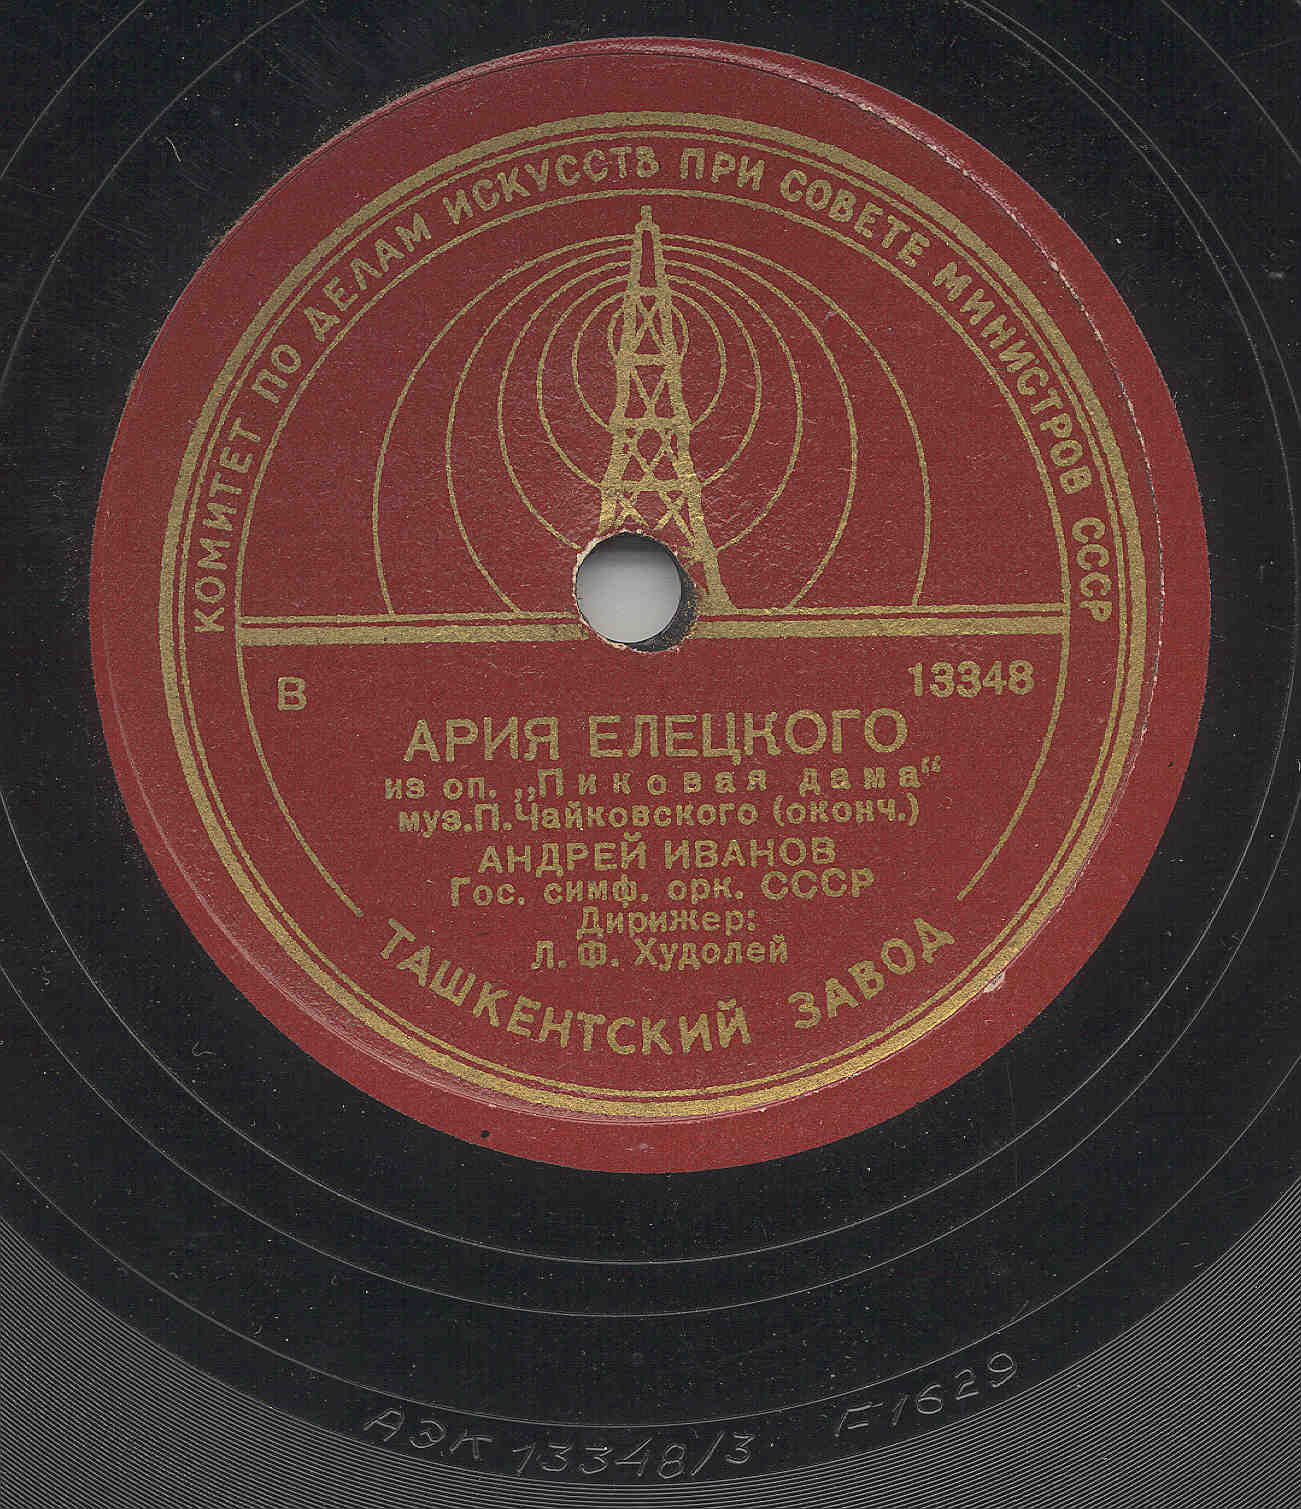 КОМИТЕТ ПО ДЕЛАМ ИСКУССТВ ПРИ СОВЕТЕ МИНИСТРОВ СССР
В 13348
АРИЯ ЕЛЕЦКОГО
из оп. „Пиковая дама“
муз.П.Чайковского (оконч.)
АНДРЕЙ ИВАНОВ
Гос. симф. орк. СССР
Дирижер:
Л. Ф. Худолей
ТАШКЕНТСКИЙ ЗАВОД
АЭК 13348/3 F1629